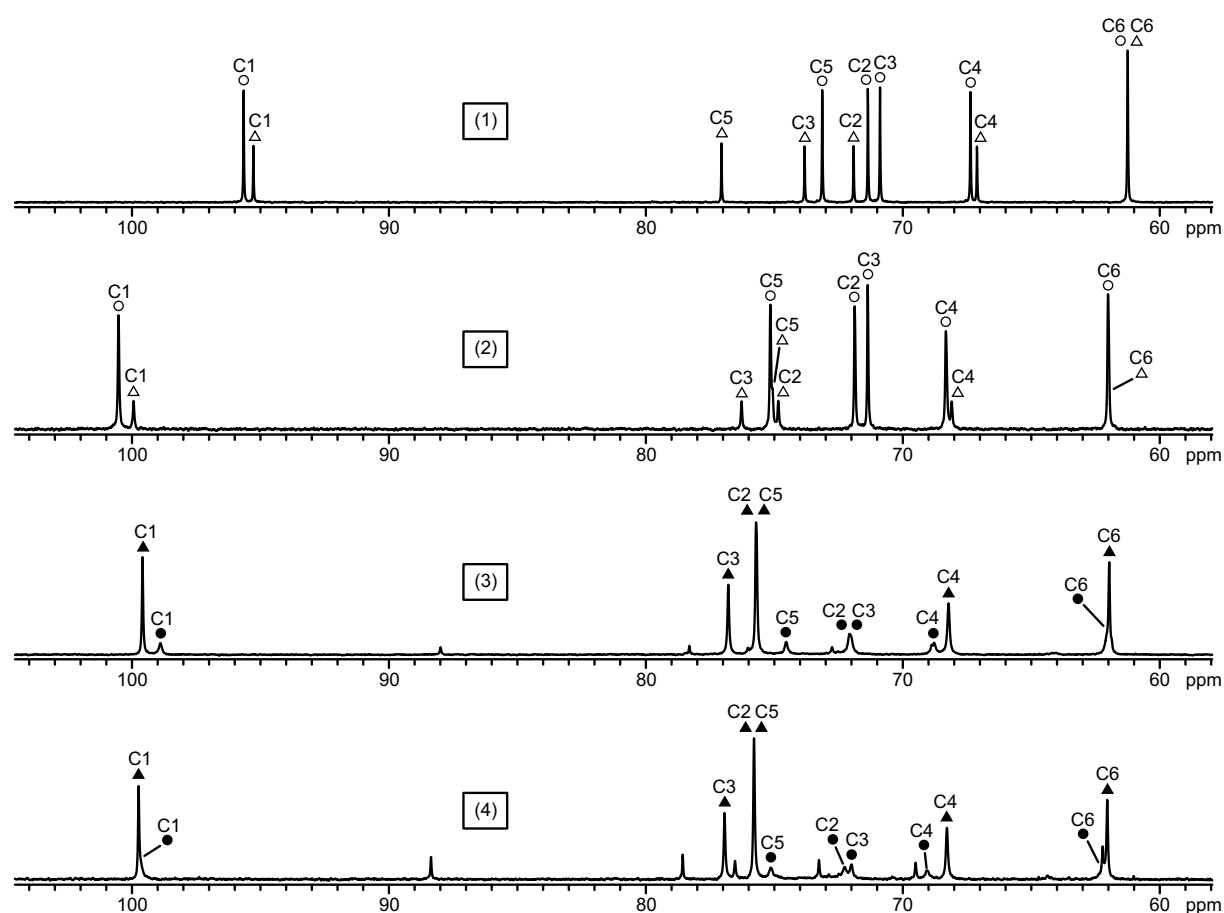 C6 C6
C1 C5 C2 C3 C4
C1 (1) C5 C3 C2 C4
100 90 80 70 60 ppm
C3
C1 C5 C2 C6
(2) C5 C4
C1 C3 C2 C4 C6
100 90 80 70 60 ppm
C2 C5
C1 C3 C6
(3) C4 C6
C1 C5 C2 C3 C4
100 90 80 70 60 ppm
C2 C5
C1 C3 C6
C1 (4) C5 C2 C3 C4 C4 C6
100 90 80 70 60 ppm